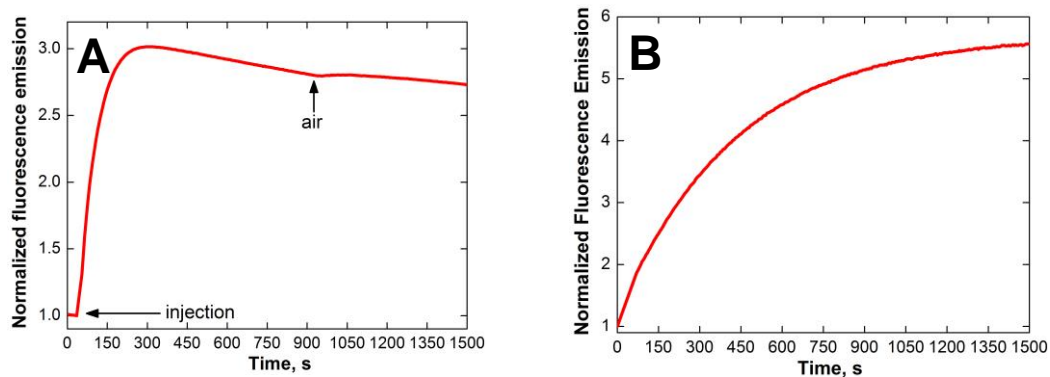 A
Normalized fluorescence emission
3.0
2.5
2.0
1.5
1.0
air
injection
0 150 300 450 600 750 900 1050 1200 1350 1500
Time, s
B
Normalized Fluorescence Emission
6
5
4
3
2
1
0 150 300 450 600 750 900 1050 1200 1350 1500
Time, s